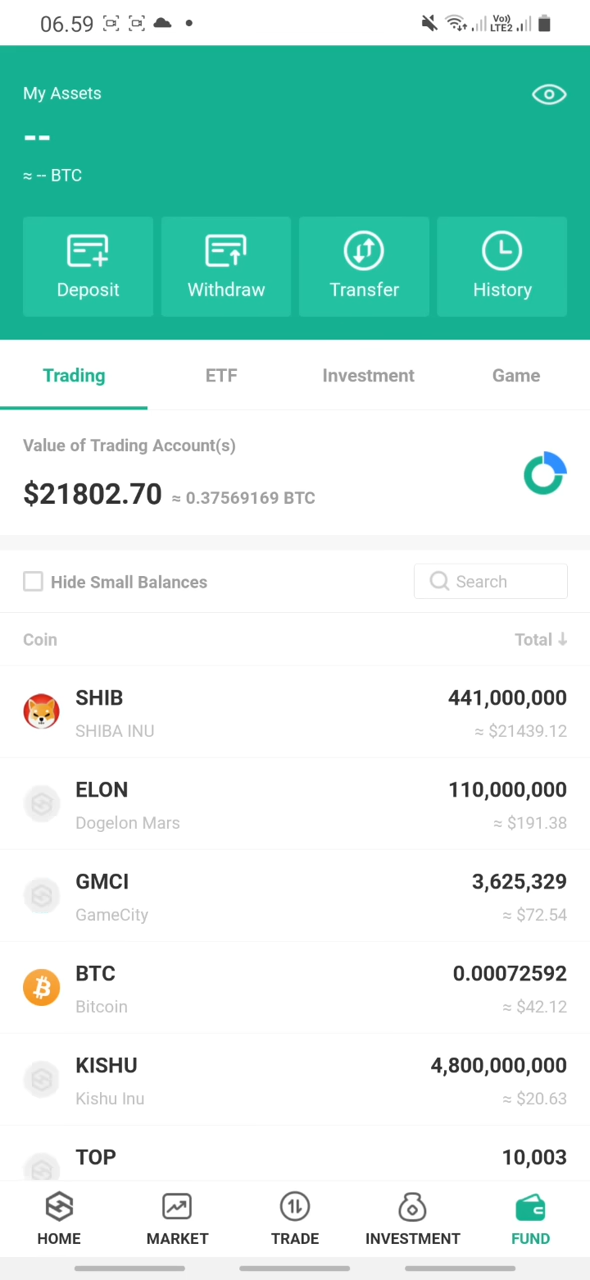 06.59
Vo)) LTE2
My Assets
--
≈ -- BTC
Deposit Withdraw Transfer History
Trading ETF Investment Game
Value of Trading Account(s)
$21802.70 ≈ 0.37569169 BTC
Hide Small Balances Search
Coin Total ↓
SHIB 441,000,000
SHIBA INU ≈ $21439.12
ELON 110,000,000
Dogelon Mars ≈ $191.38
GMCI 3,625,329
GameCity ≈ $72.54
BTC 0.00072592
Bitcoin ≈ $42.12
KISHU 4,800,000,000
Kishu Inu ≈ $20.63
TOP 10,003
HOME MARKET TRADE INVESTMENT FUND